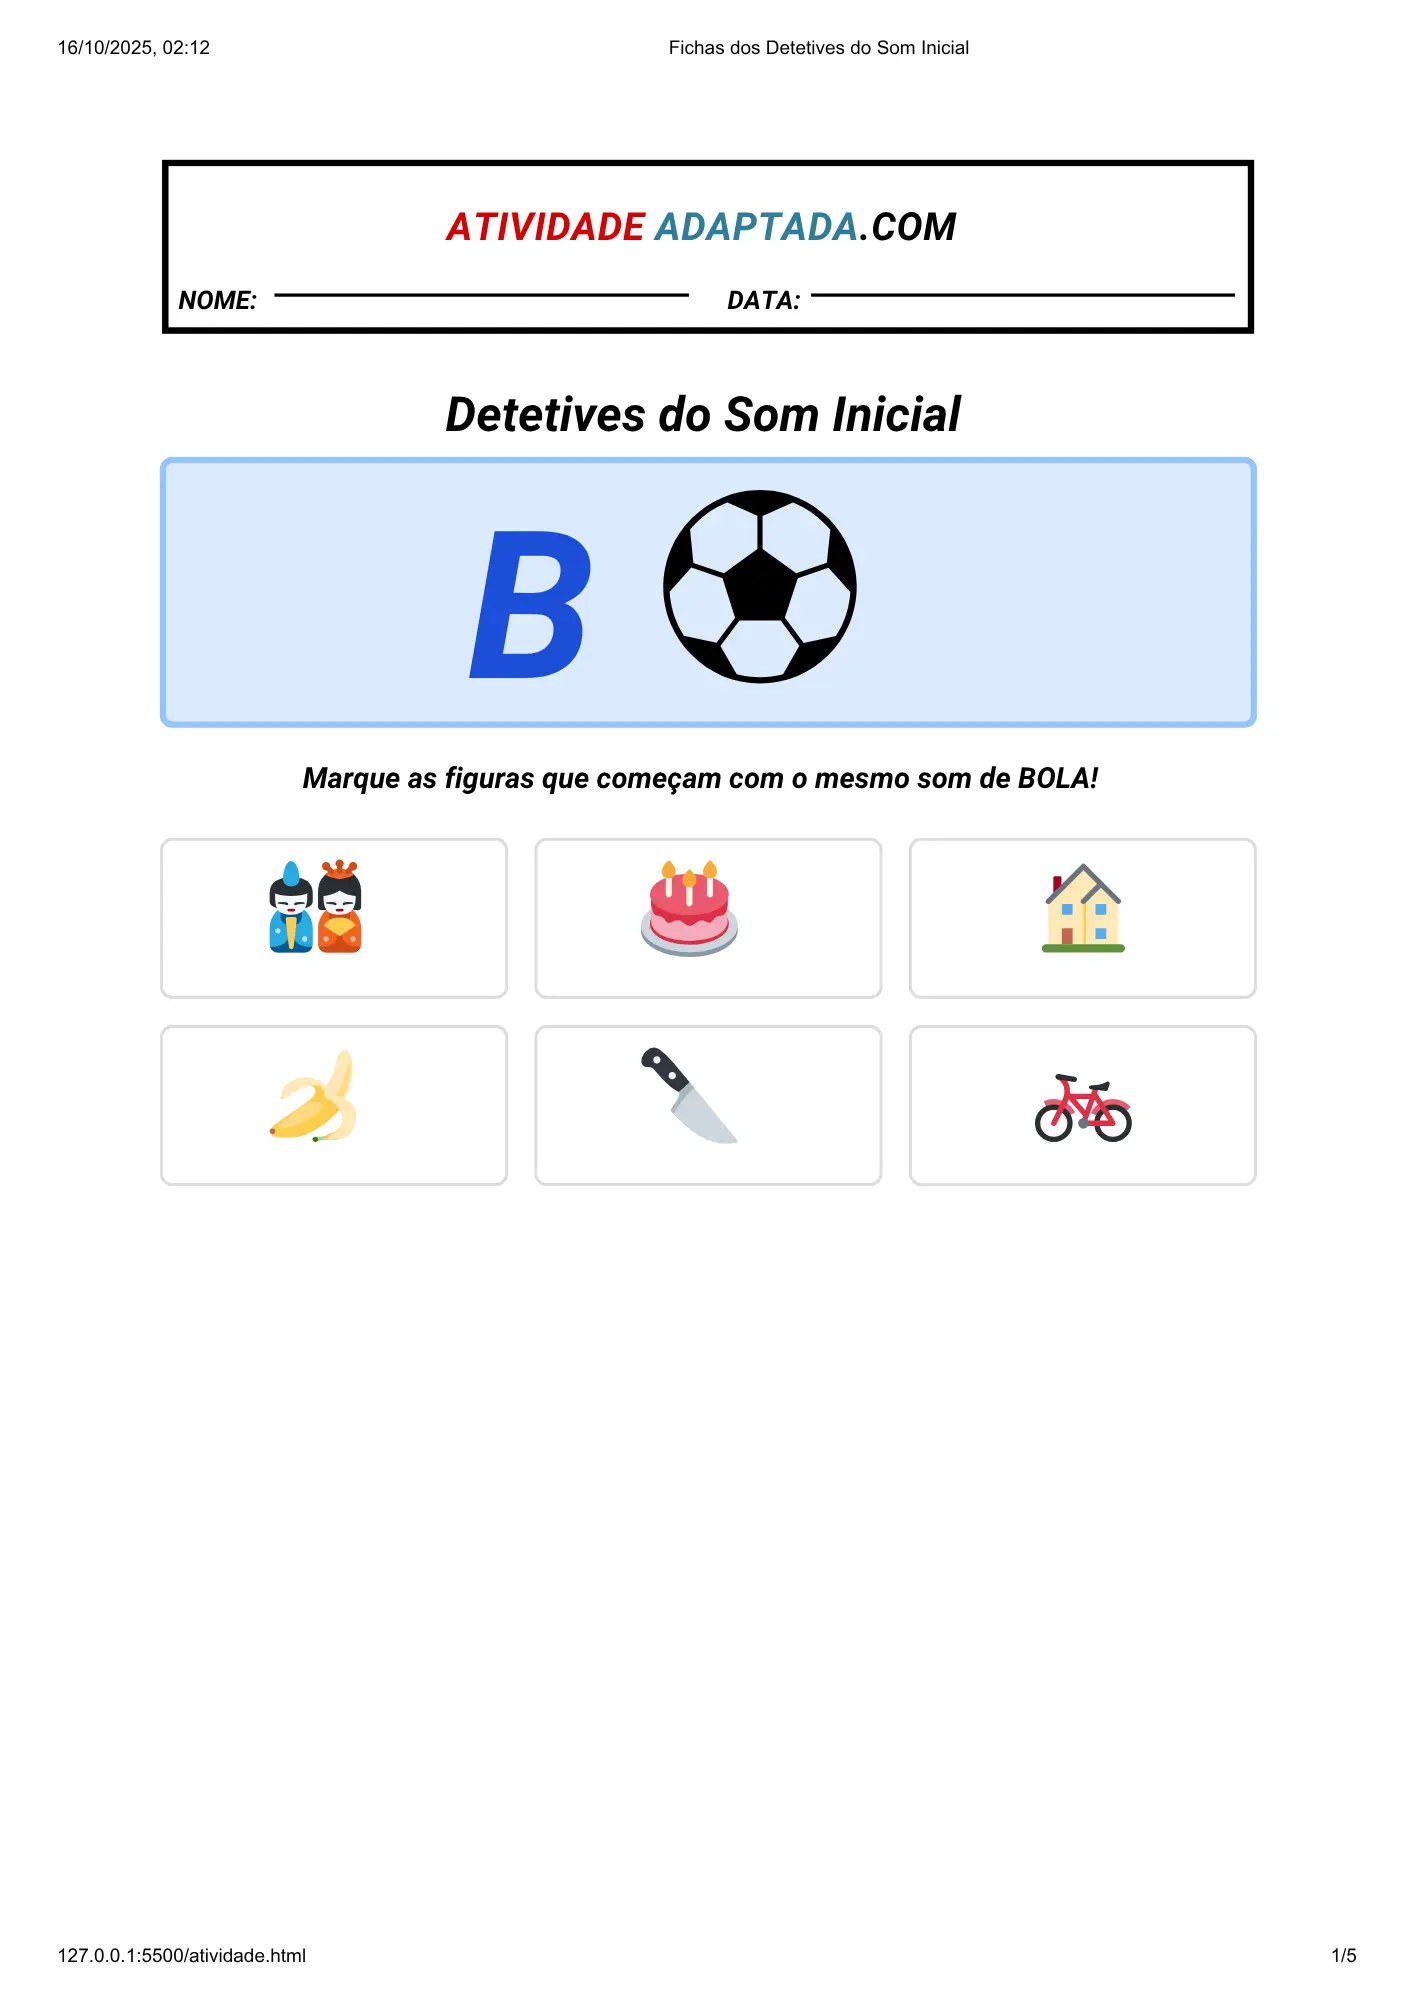 16/10/2025, 02:12
Fichas dos Detetives do Som Inicial
ATIVIDADE ADAPTADA.COM
NOME:
DATA:
Detetives do Som Inicial
B
Marque as figuras que começam com o mesmo som de BOLA!
127.0.0.1:5500/atividade.html
1/5